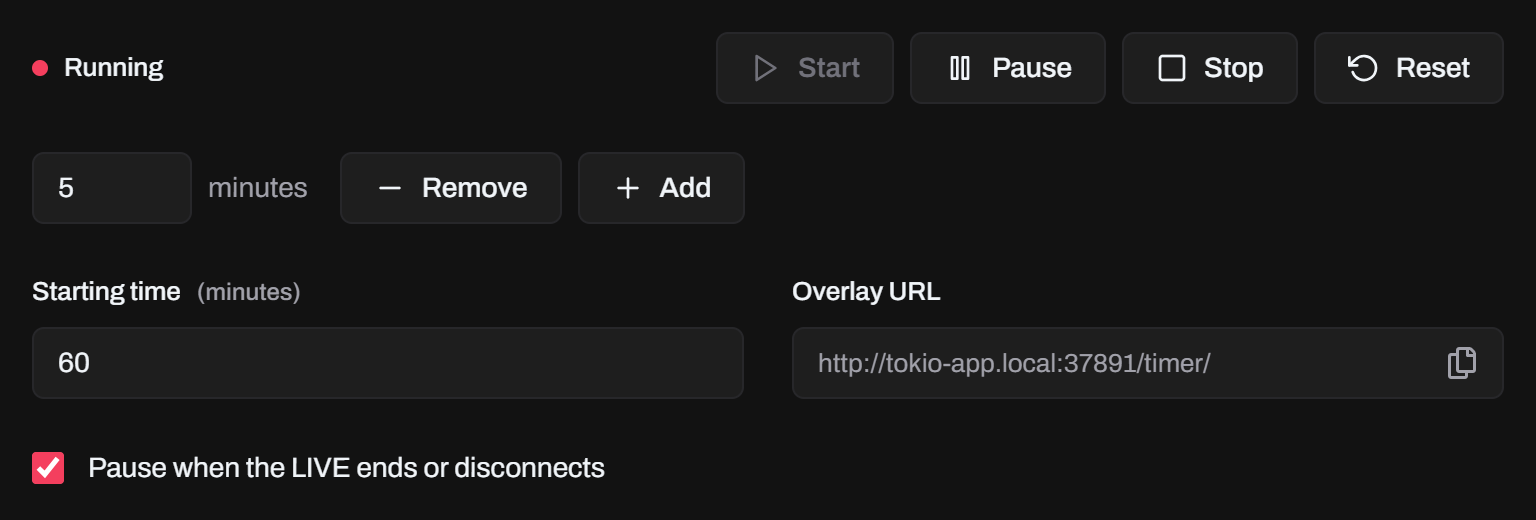 Running
Start
Pause
Stop
Reset
5
minutes
Remove
Add
Starting time (minutes)
Overlay URL
60
http://tokio-app.local:37891/timer/
Pause when the LIVE ends or disconnects